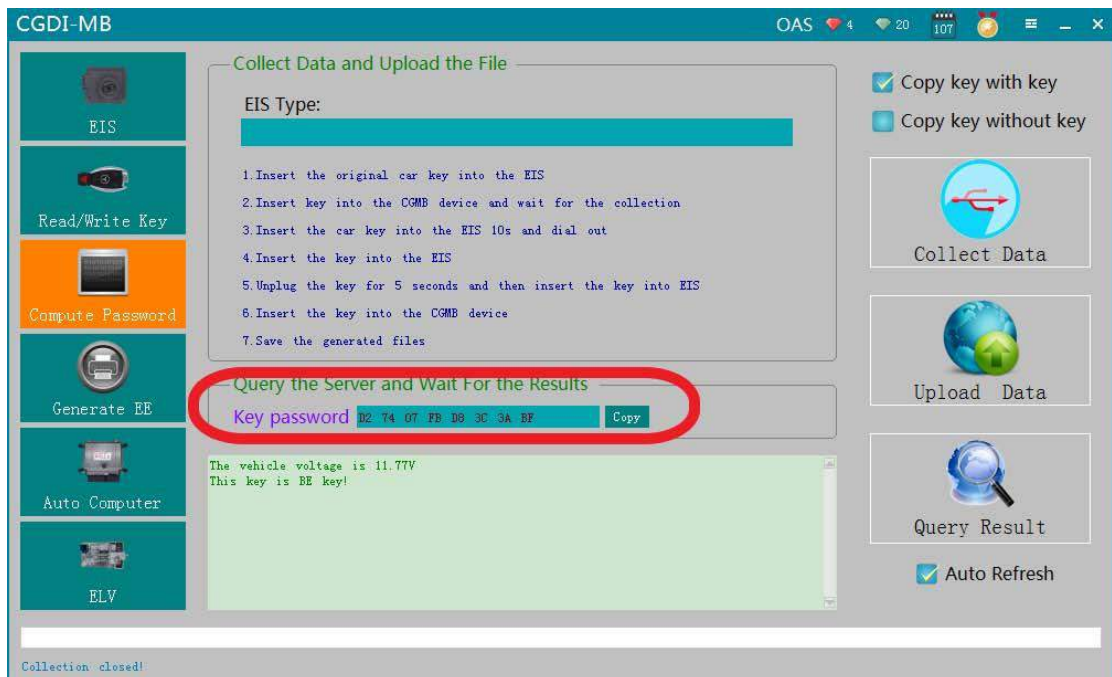 CGDI-MB
OAS 4 20 107
EIS
Read/Write Key
Compute Password
Generate EE
Auto Computer
ELV
Collect Data and Upload the File
EIS Type:
1.Insert the original car key into the EIS
2.Insert key into the CGMB device and wait for the collection
3.Insert the car key into the EIS 10s and dial out
4.Insert the key into the EIS
5.Unplug the key for 5 seconds and then insert the key into EIS
6.Insert the key into the CGMB device
7.Save the generated files
Query the Server and Wait For the Results
Key password D2 74 07 FB D8 3C 3A BF Copy
The vehicle voltage is 11.77V
This key is BE key!
Copy key with key
Copy key without key
Collect Data
Upload Data
Query Result
Auto Refresh
Collection closed!